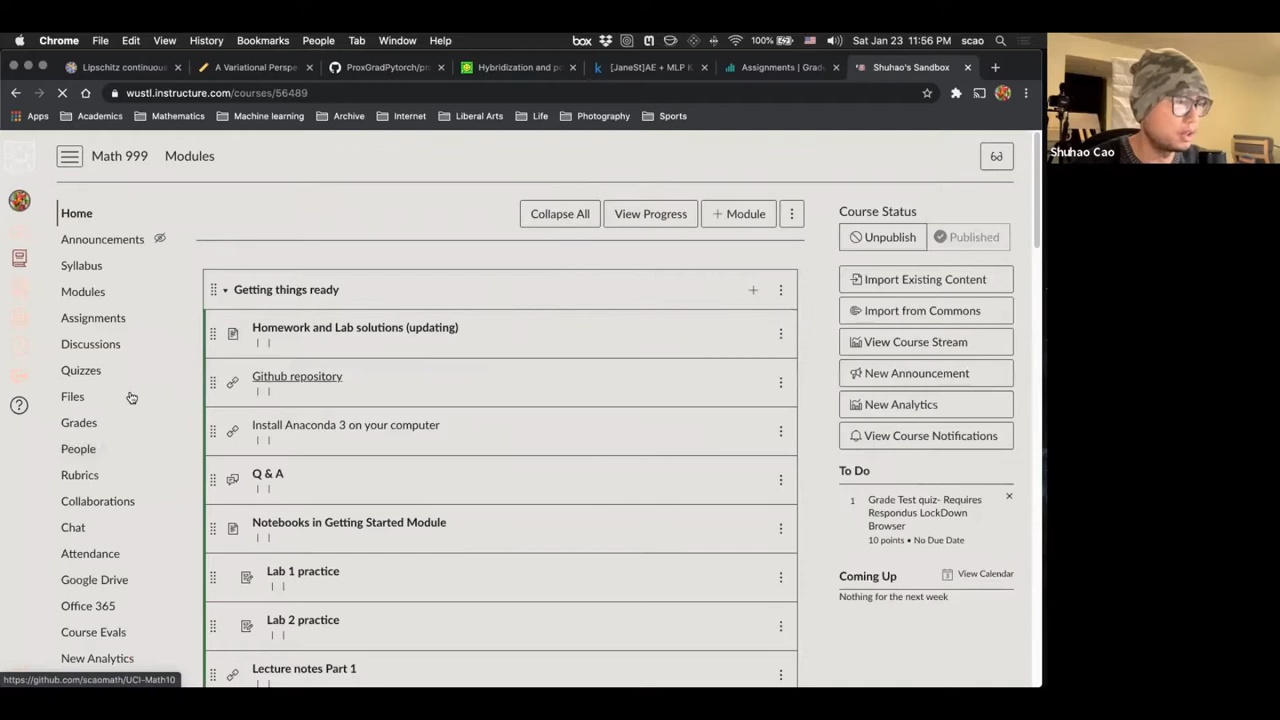 Chrome File Edit View History Bookmarks People Tab Window Help box 100% Sat Jan 23 11:56 PM scao
Lipschitz continuous A Variational Perspe ProxGradPytorch/pro Hybridization and po [JaneSt]AE + MLP K Assignments | Grade Shuhao's Sandbox
wustl.instructure.com/courses/56489
Apps Academics Mathematics Machine learning Archive Internet Liberal Arts Life Photography Sports
Shuhao Cao
Math 999 Modules
Home
Announcements
Syllabus
Modules
Assignments
Discussions
Quizzes
Files
Grades
People
Rubrics
Collaborations
Chat
Attendance
Google Drive
Office 365
Course Evals
New Analytics
https://github.com/scaomath/UCI-Math10
Collapse All View Progress + Module
Getting things ready
Homework and Lab solutions (updating)
| |
Github repository
| |
Install Anaconda 3 on your computer
| |
Q & A
| |
Notebooks in Getting Started Module
| |
Lab 1 practice
| |
Lab 2 practice
| |
Lecture notes Part 1
| |
Course Status
Unpublish Published
Import Existing Content
Import from Commons
View Course Stream
New Announcement
New Analytics
View Course Notifications
To Do
1 Grade Test quiz- Requires
Respondus LockDown
Browser
10 points • No Due Date
Coming Up View Calendar
Nothing for the next week